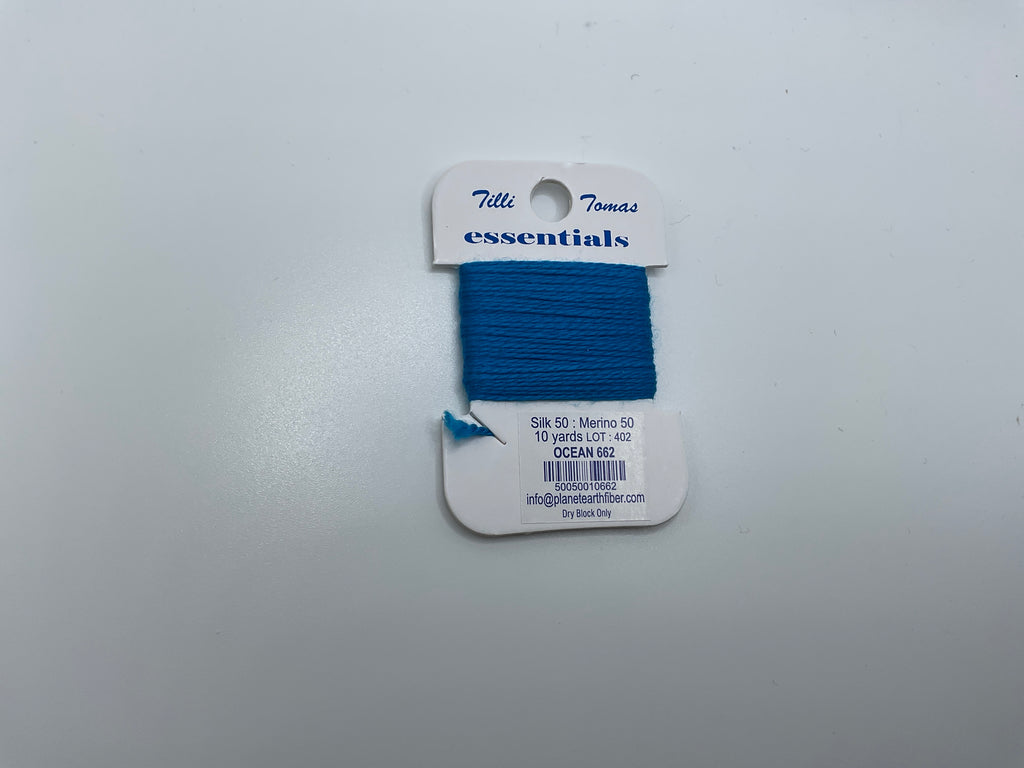 Tilli Tomas
essentials
Silk 50 : Merino 50
10 yards LOT : 402
OCEAN 662
50050010662
info@planetearthfiber.com
Dry Block Only